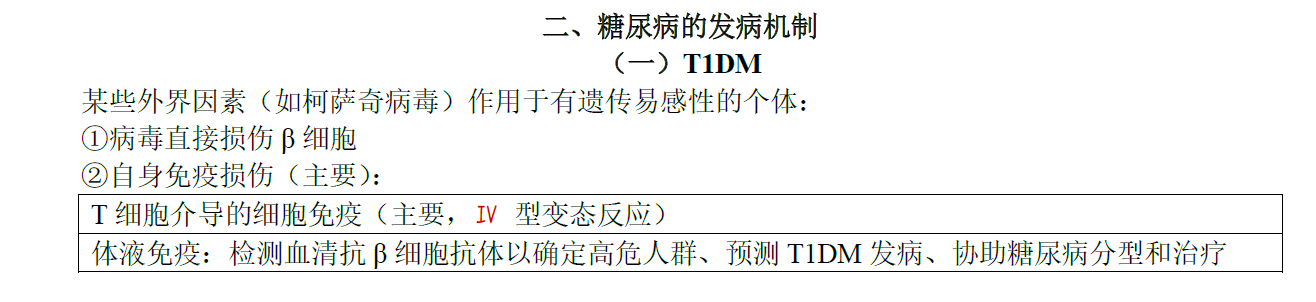 二、糖尿病的发病机制
（一）T1DM
某些外界因素（如柯萨奇病毒）作用于有遗传易感性的个体：
①病毒直接损伤 β 细胞
②自身免疫损伤（主要）：
T 细胞介导的细胞免疫（主要，Ⅳ 型变态反应）
体液免疫：检测血清抗 β 细胞抗体以确定高危人群、预测 T1DM 发病、协助糖尿病分型和治疗